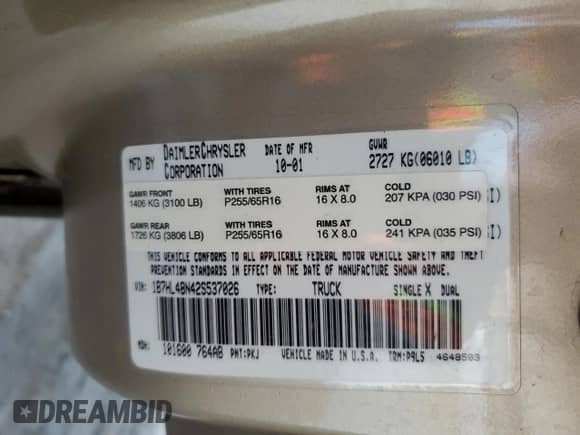 MFD BY DAIMLERCHRYSLER CORPORATION DATE OF MFR 10-01 GVWR 2727 KG(06010 LB)
GAWR FRONT WITH TIRES RIMS AT COLD
1406 KG (3100 LB) P255/65R16 16 X 8.0 207 KPA (030 PSI) I)
GAWR REAR WITH TIRES RIMS AT COLD
1726 KG (3806 LB) P255/65R16 16 X 8.0 241 KPA (035 PSI) I)
THIS VEHICLE CONFORMS TO ALL APPLICABLE FEDERAL MOTOR VEHICLE SAFETY AND THEFT
PREVENTION STANDARDS IN EFFECT ON THE DATE OF MANUFACTURE SHOWN ABOVE.
VIN: 1B7HL48N42S537026 TYPE: TRUCK SINGLE X DUAL
MDH: 101600 764AB PNT:PKJ VEHICLE MADE IN U.S.A. TRM:P9L5 4648503
DREAMBID